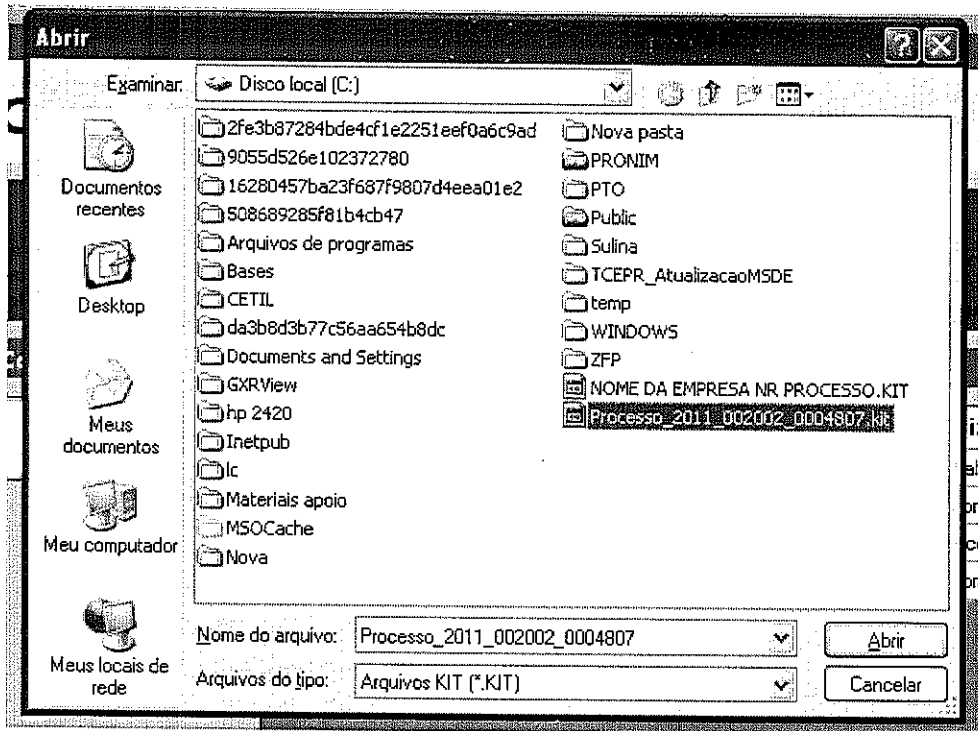 Abrir
Examinar:
Disco local (C:)
Documentos
recentes
Desktop
Meus
documentos
Meu computador
Meus locais de
rede
2fe3b87284bde4cf1e2251eef0a6c9ad
9055d526e102372780
16280457ba23f687f9807d4eea01e2
508689285f81b4cb47
Arquivos de programas
Bases
CETIL
da3b8d3b77c56aa654b8dc
Documents and Settings
GXRView
hp 2420
Inetpub
lc
Materiais apoio
MSOCache
Nova
Nova pasta
PRONIM
PTO
Public
Sulina
TCEPR_AtualizacaoMSDE
temp
WINDOWS
ZFP
NOME DA EMPRESA NR PROCESSO.KIT
Processo_2011_002002_0004807.kit
Nome do arquivo:
Processo_2011_002002_0004807
Abrir
Arquivos do tipo:
Arquivos KIT (*.KIT)
Cancelar